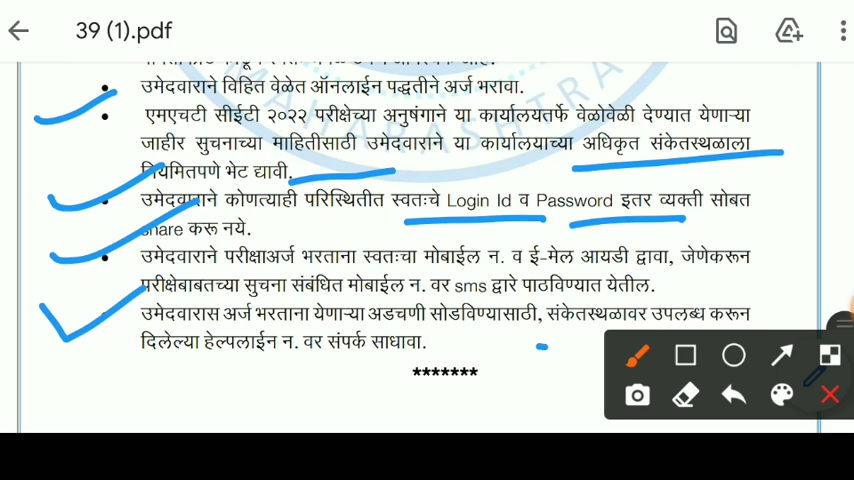 39 (1).pdf
उमेदवाराने विहित वेळेत ऑनलाईन पद्धतीने अर्ज भरावा.
एमएचटी सीईटी २०२२ परीक्षेच्या अनुषंगाने या कार्यालयतर्फे वेळोवेळी देण्यात येणाऱ्या
जाहीर सुचनाच्या माहितीसाठी उमेदवाराने या कार्यालयाच्या अधिकृत संकेतस्थळाला
नियमितपणे भेट द्यावी.
उमेदवाराने कोणत्याही परिस्थितीत स्वतःचे Login Id व Password इतर व्यक्ती सोबत
share करू नये.
उमेदवाराने परीक्षाअर्ज भरताना स्वतःचा मोबाईल न. व ई-मेल आयडी द्वावा, जेणेकरून
परीक्षेबाबतच्या सुचना संबंधित मोबाईल न. वर sms द्वारे पाठविण्यात येतील.
उमेदवारास अर्ज भरताना येणाऱ्या अडचणी सोडविण्यासाठी, संकेतस्थळावर उपलब्ध करून
दिलेल्या हेल्पलाईन न. वर संपर्क साधावा.
*******
MAHARASHTRA